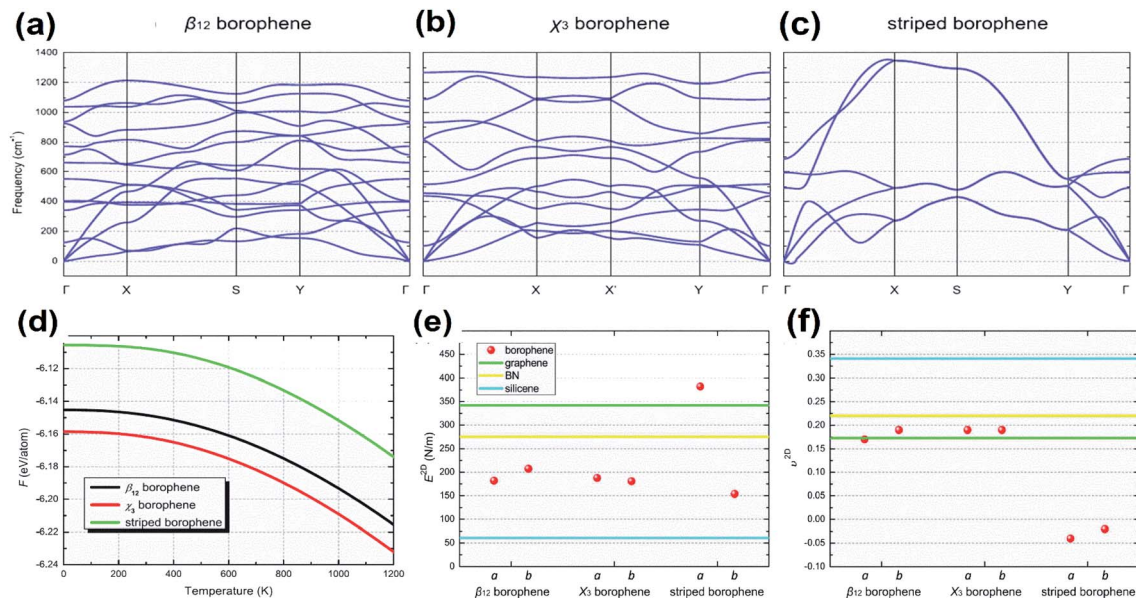 (a) β12 borophene
(b) χ3 borophene
(c) striped borophene
Frequency (cm⁻¹)
1400
1200
1000
800
600
400
200
0
Γ X S Y Γ
Γ X X' Y Γ
Γ X S Y Γ
(d)
F (eV/atom)
-6.12
-6.14
-6.16
-6.18
-6.20
-6.22
-6.24
β12 borophene
χ3 borophene
striped borophene
0 200 400 600 800 1000 1200
Temperature (K)
(e)
E2D (N/m)
450
400
350
300
250
200
150
100
50
0
borophene
graphene
BN
silicene
a b a b a b
β12 borophene χ3 borophene striped borophene
(f)
υ2D
0.35
0.30
0.25
0.20
0.15
0.10
0.05
0.00
-0.05
-0.10
a b a b a b
β12 borophene χ3 borophene striped borophene